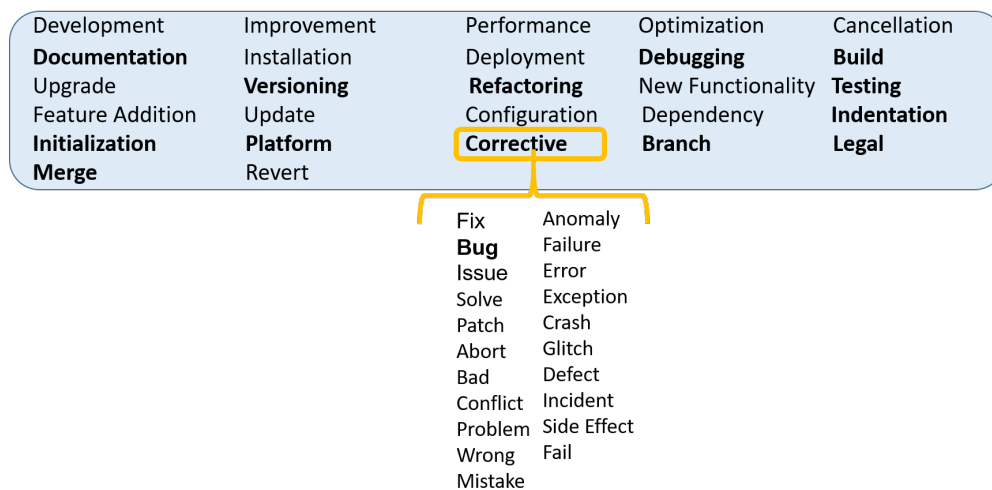 Development Improvement Performance Optimization Cancellation
Documentation Installation Deployment Debugging Build
Upgrade Versioning Refactoring New Functionality Testing
Feature Addition Update Configuration Dependency Indentation
Initialization Platform Corrective Branch Legal
Merge Revert
Fix Anomaly
Bug Failure
Issue Error
Solve Exception
Patch Crash
Abort Glitch
Bad Defect
Conflict Incident
Problem Side Effect
Wrong Fail
Mistake